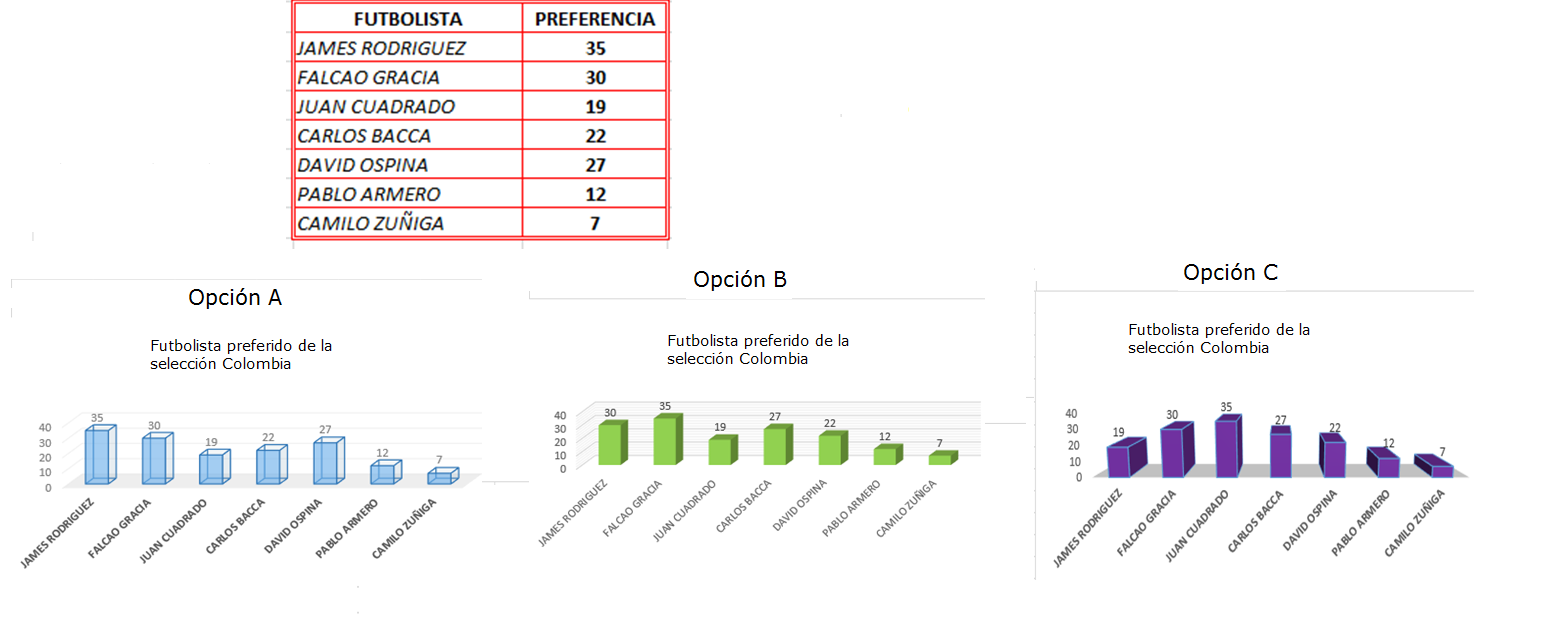 FUTBOLISTA PREFERENCIA
JAMES RODRIGUEZ 35
FALCAO GRACIA 30
JUAN CUADRADO 19
CARLOS BACCA 22
DAVID OSPINA 27
PABLO ARMERO 12
CAMILO ZUÑIGA 7
Opción A
Futbolista preferido de la
selección Colombia
35 30 19 22 27 12 7
40
30
20
10
0
JAMES RODRIGUEZ
FALCAO GRACIA
JUAN CUADRADO
CARLOS BACCA
DAVID OSPINA
PABLO ARMERO
CAMILO ZUÑIGA
Opción B
Futbolista preferido de la
selección Colombia
30 35 19 27 22 12 7
40
30
20
10
0
JAMES RODRIGUEZ
FALCAO GRACIA
JUAN CUADRADO
CARLOS BACCA
DAVID OSPINA
PABLO ARMERO
CAMILO ZUÑIGA
Opción C
Futbolista preferido de la
selección Colombia
19 30 35 27 22 12 7
40
30
20
10
0
JAMES RODRIGUEZ
FALCAO GRACIA
JUAN CUADRADO
CARLOS BACCA
DAVID OSPINA
PABLO ARMERO
CAMILO ZUÑIGA